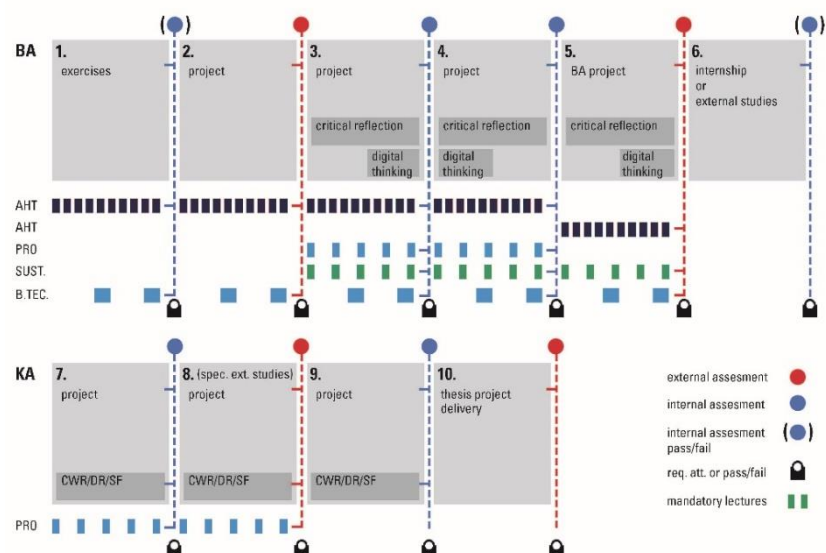 ( )
BA
1.
exercises
2.
project
3.
project
critical reflection
digital
thinking
4.
project
critical reflection
digital
thinking
5.
BA project
critical reflection
digital
thinking
6.
internship
or
external studies
( )
AHT
AHT
PRO
SUST.
B.TEC.
KA
7.
project
CWR/DR/SF
8. (spec. ext. studies)
project
CWR/DR/SF
9.
project
CWR/DR/SF
10.
thesis project
delivery
PRO
external assesment
internal assesment
internal assesment
pass/fail
( )
req. att. or pass/fail
mandatory lectures